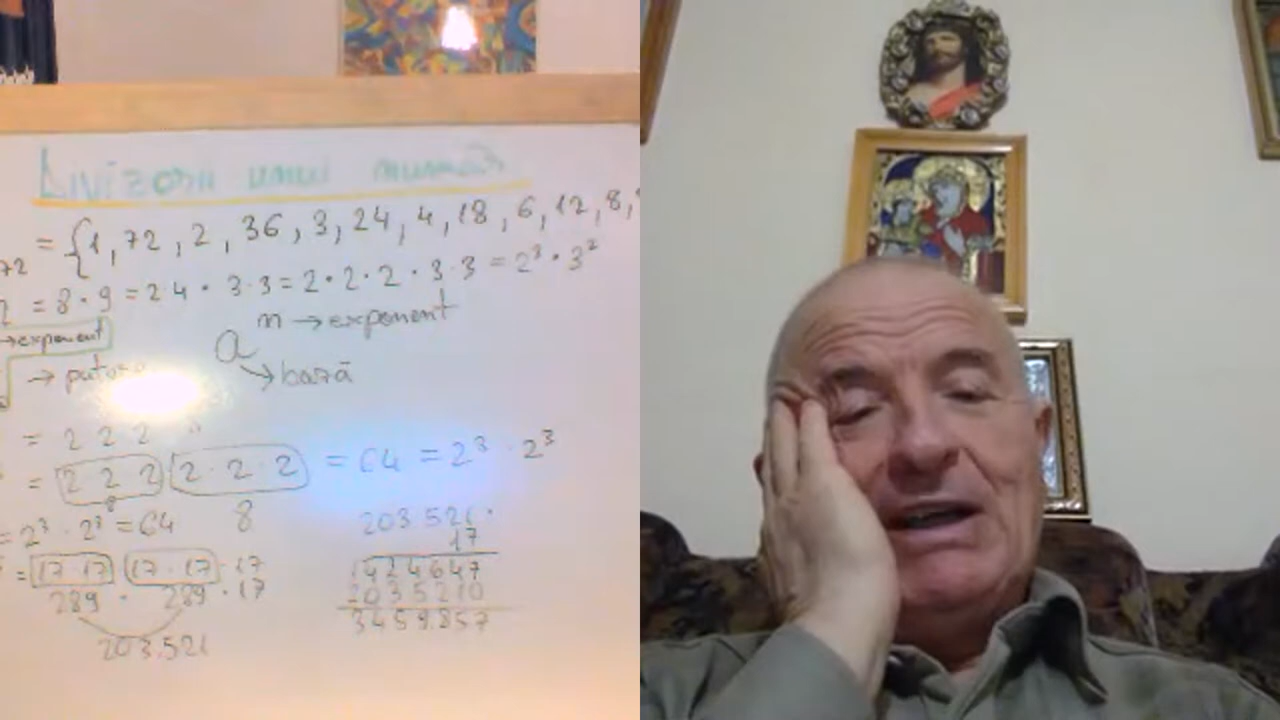 Divizorii unui număr
72 = {1, 72, 2, 36, 3, 24, 4, 18, 6, 12, 8,
2 = 8 · 9 = 2·4 · 3·3 = 2·2·2·3·3 = 2³·3²
→exponent
n → exponent
a
→ bază
→
= 2 2 2
= 2 2 2 2·2·2 = 64 = 2³ · 2³
8 8
= 2³ · 2³ = 64
203.521·
17
= 17 17 17·17·17
1424647
289 · 289 · 17
2035210
3459857
203.521